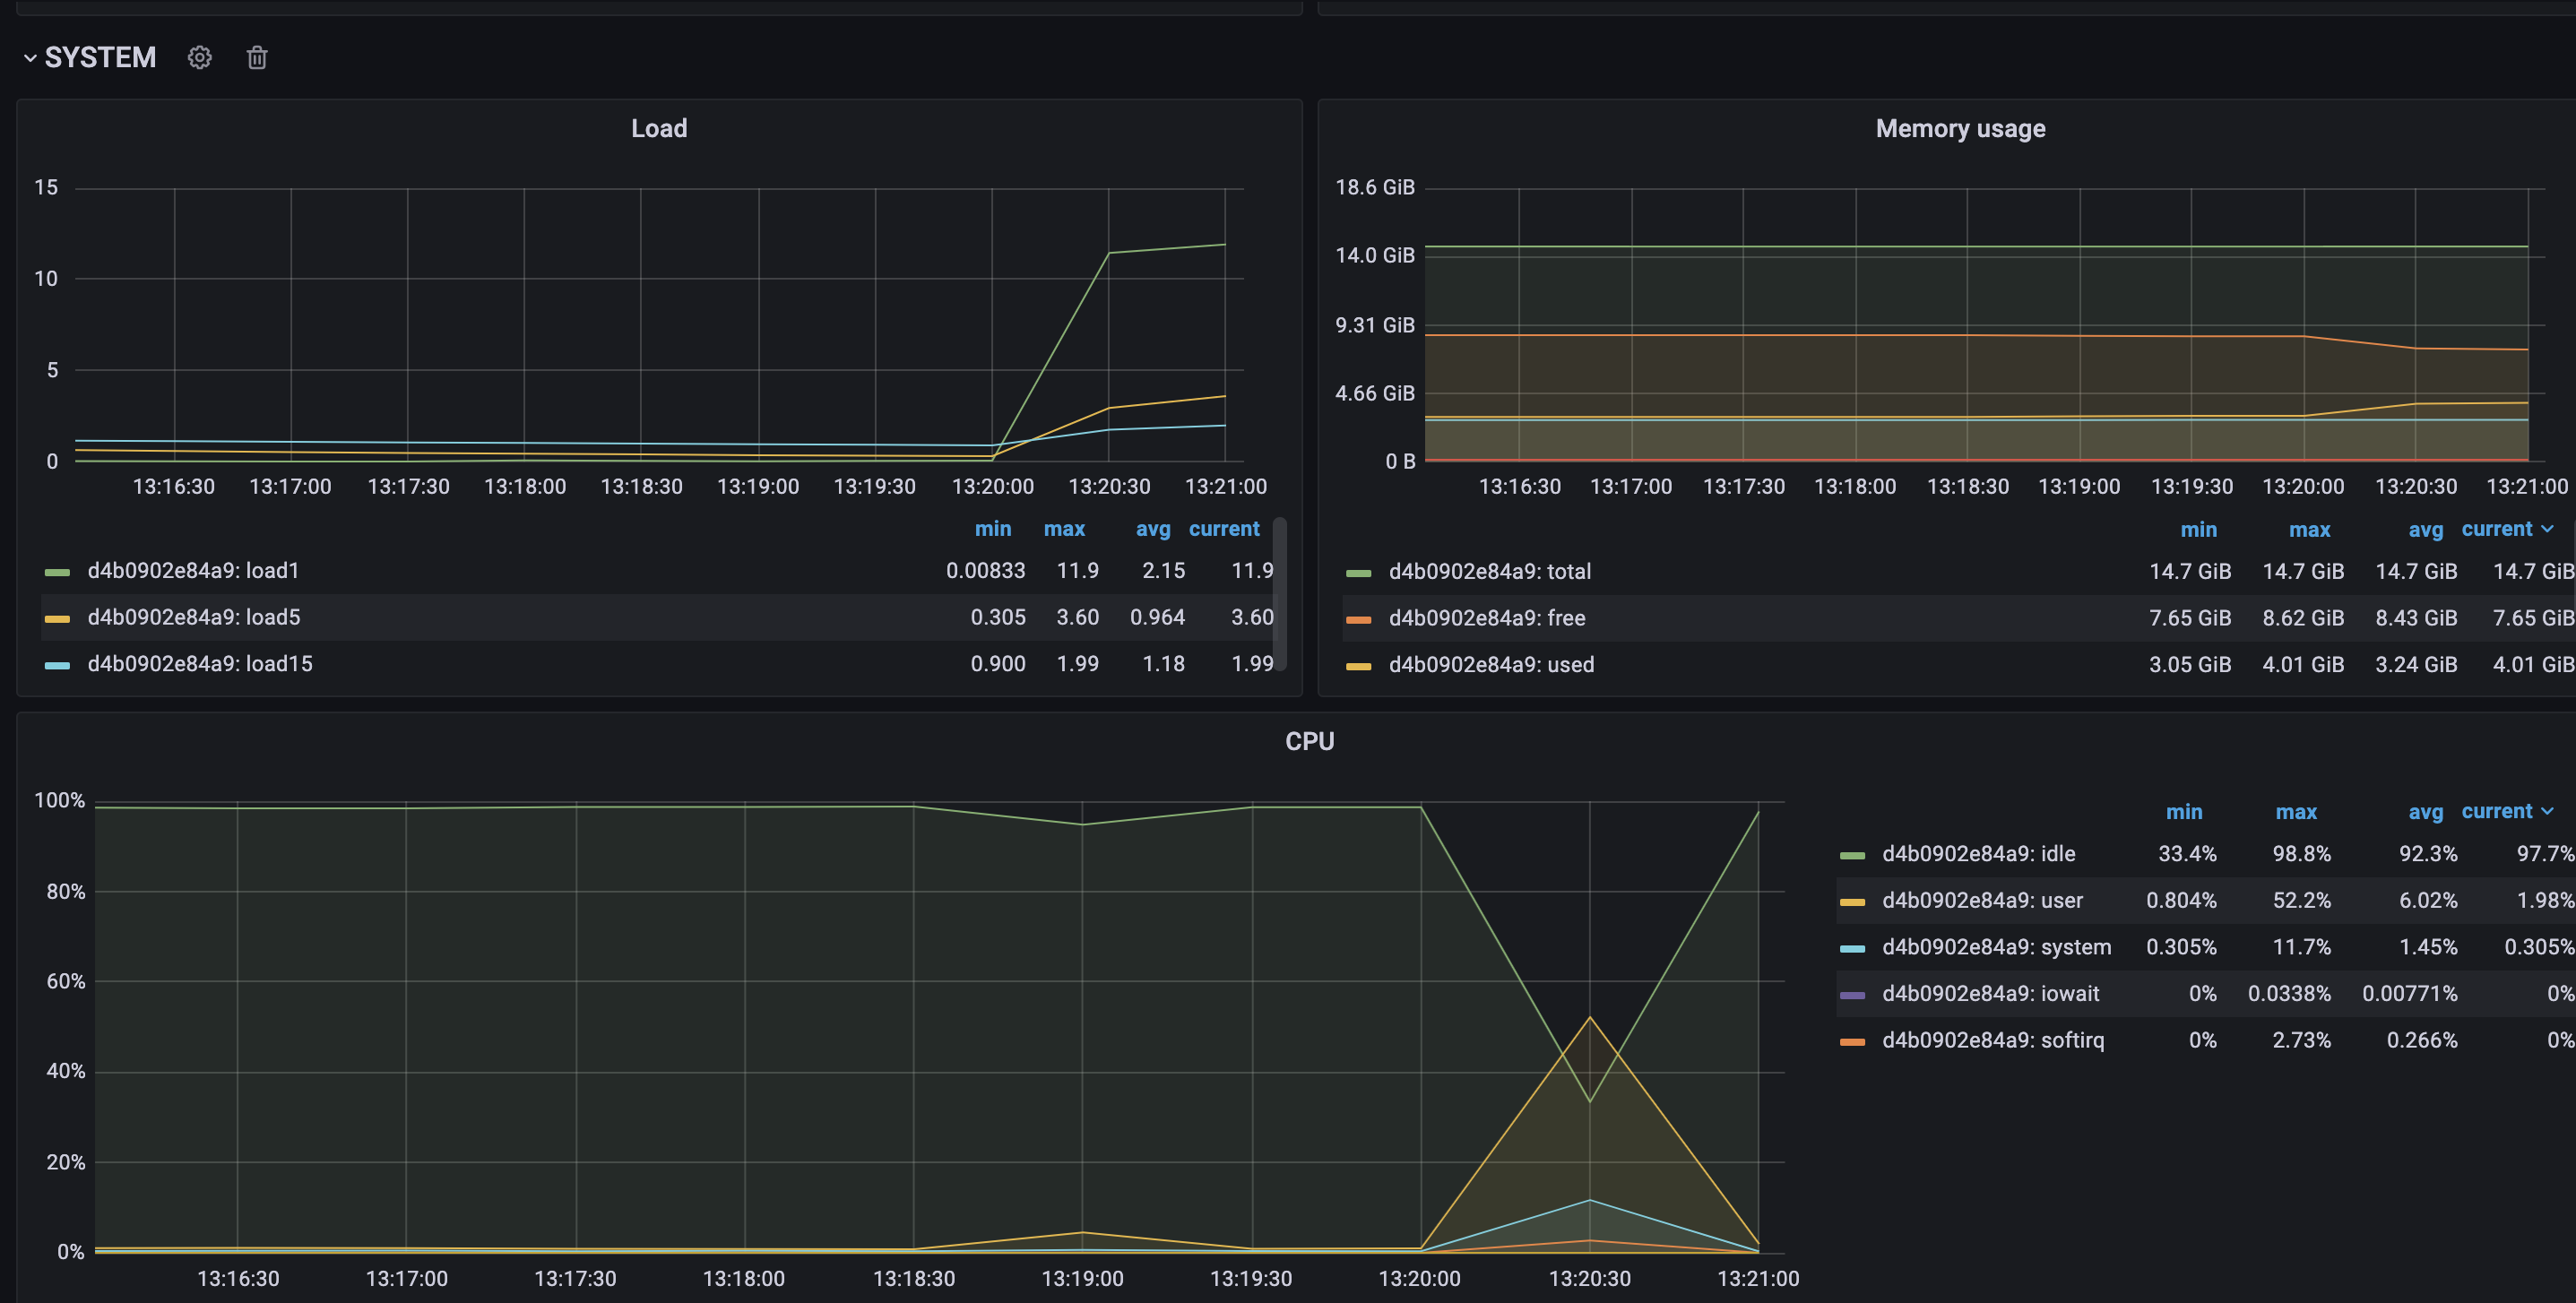 SYSTEM
Load
15
10
5
0
13:16:30 13:17:00 13:17:30 13:18:00 13:18:30 13:19:00 13:19:30 13:20:00 13:20:30 13:21:00
min max avg current
d4b0902e84a9: load1 0.00833 11.9 2.15 11.9
d4b0902e84a9: load5 0.305 3.60 0.964 3.60
d4b0902e84a9: load15 0.900 1.99 1.18 1.99
Memory usage
18.6 GiB
14.0 GiB
9.31 GiB
4.66 GiB
0 B
13:16:30 13:17:00 13:17:30 13:18:00 13:18:30 13:19:00 13:19:30 13:20:00 13:20:30 13:21:00
min max avg current
d4b0902e84a9: total 14.7 GiB 14.7 GiB 14.7 GiB 14.7 GiB
d4b0902e84a9: free 7.65 GiB 8.62 GiB 8.43 GiB 7.65 GiB
d4b0902e84a9: used 3.05 GiB 4.01 GiB 3.24 GiB 4.01 GiB
CPU
100%
80%
60%
40%
20%
0%
13:16:30 13:17:00 13:17:30 13:18:00 13:18:30 13:19:00 13:19:30 13:20:00 13:20:30 13:21:00
min max avg current
d4b0902e84a9: idle 33.4% 98.8% 92.3% 97.7%
d4b0902e84a9: user 0.804% 52.2% 6.02% 1.98%
d4b0902e84a9: system 0.305% 11.7% 1.45% 0.305%
d4b0902e84a9: iowait 0% 0.0338% 0.00771% 0%
d4b0902e84a9: softirq 0% 2.73% 0.266% 0%